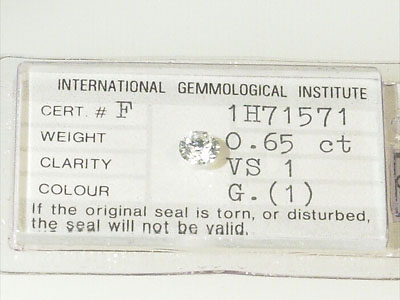 INTERNATIONAL GEMMOLOGICAL INSTITUTE
CERT. # F 1H71571
WEIGHT 0.65 ct
CLARITY VS 1
COLOUR G.(1)
If the original seal is torn, or disturbed,
the seal will not be valid.